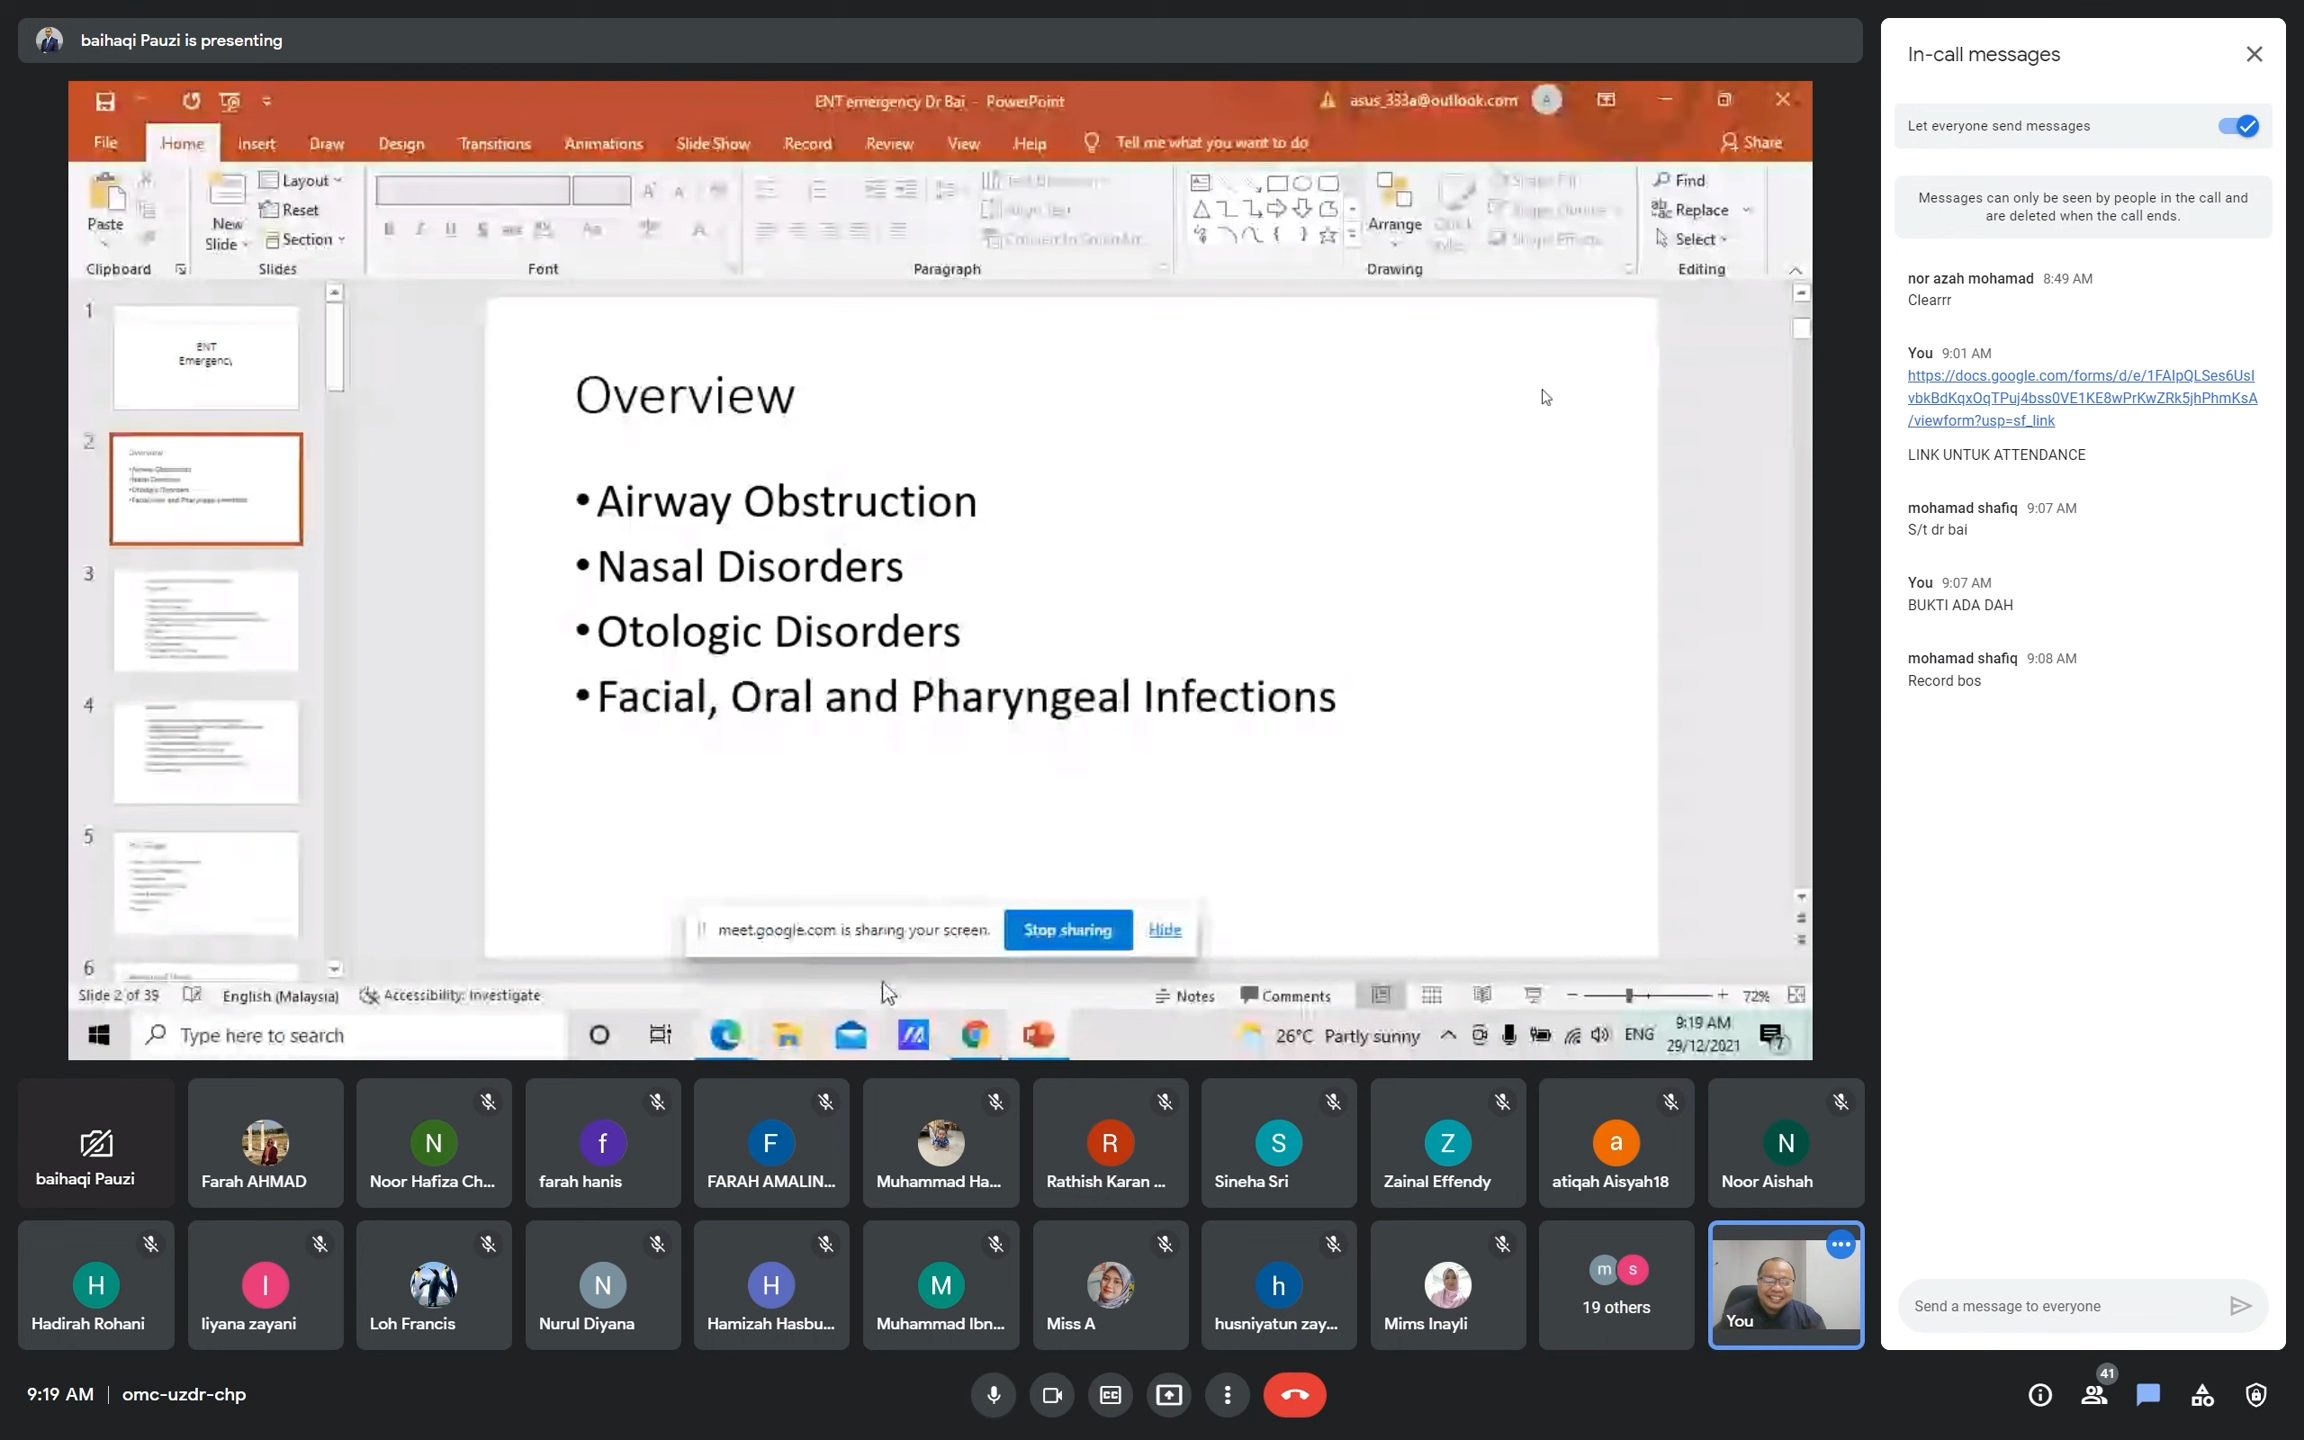 baihaqi Pauzi is presenting
ENT emergency Dr Bai - PowerPoint
asus_333a@outlook.com
A
File
Home
Insert
Draw
Design
Transitions
Animations
Slide Show
Record
Review
View
Help
Tell me what you want to do
Share
Paste
New
Slide
Layout
Reset
Section
Arrange
Find
Replace
Select
Clipboard
Slides
Font
Paragraph
Drawing
Editing
1
ENT
Emergency
2
Overview
3
4
5
6
Overview
•Airway Obstruction
•Nasal Disorders
•Otologic Disorders
•Facial, Oral and Pharyngeal Infections
meet.google.com is sharing your screen.
Stop sharing
Hide
Slide 2 of 39
English (Malaysia)
Accessibility: Investigate
Notes
Comments
72%
Type here to search
26°C Partly sunny
ENG
9:19 AM
29/12/2021
7
baihaqi Pauzi
Farah AHMAD
N
Noor Hafiza Ch...
f
farah hanis
F
FARAH AMALIN...
Muhammad Ha...
R
Rathish Karan ...
S
Sineha Sri
Z
Zainal Effendy
a
atiqah Aisyah18
N
Noor Aishah
H
Hadirah Rohani
l
liyana zayani
Loh Francis
N
Nurul Diyana
H
Hamizah Hasbu...
M
Muhammad Ibn...
Miss A
h
husniyatun zay...
Mims Inayli
m
s
19 others
You
9:19 AM | omc-uzdr-chp
CC
41
In-call messages
Let everyone send messages
Messages can only be seen by people in the call and
are deleted when the call ends.
nor azah mohamad 8:49 AM
Clearrr
You 9:01 AM
https://docs.google.com/forms/d/e/1FAIpQLSes6UsI
vbkBdKqxOqTPuj4bss0VE1KE8wPrKwZRk5jhPhmKsA
/viewform?usp=sf_link
LINK UNTUK ATTENDANCE
mohamad shafiq 9:07 AM
S/t dr bai
You 9:07 AM
BUKTI ADA DAH
mohamad shafiq 9:08 AM
Record bos
Send a message to everyone